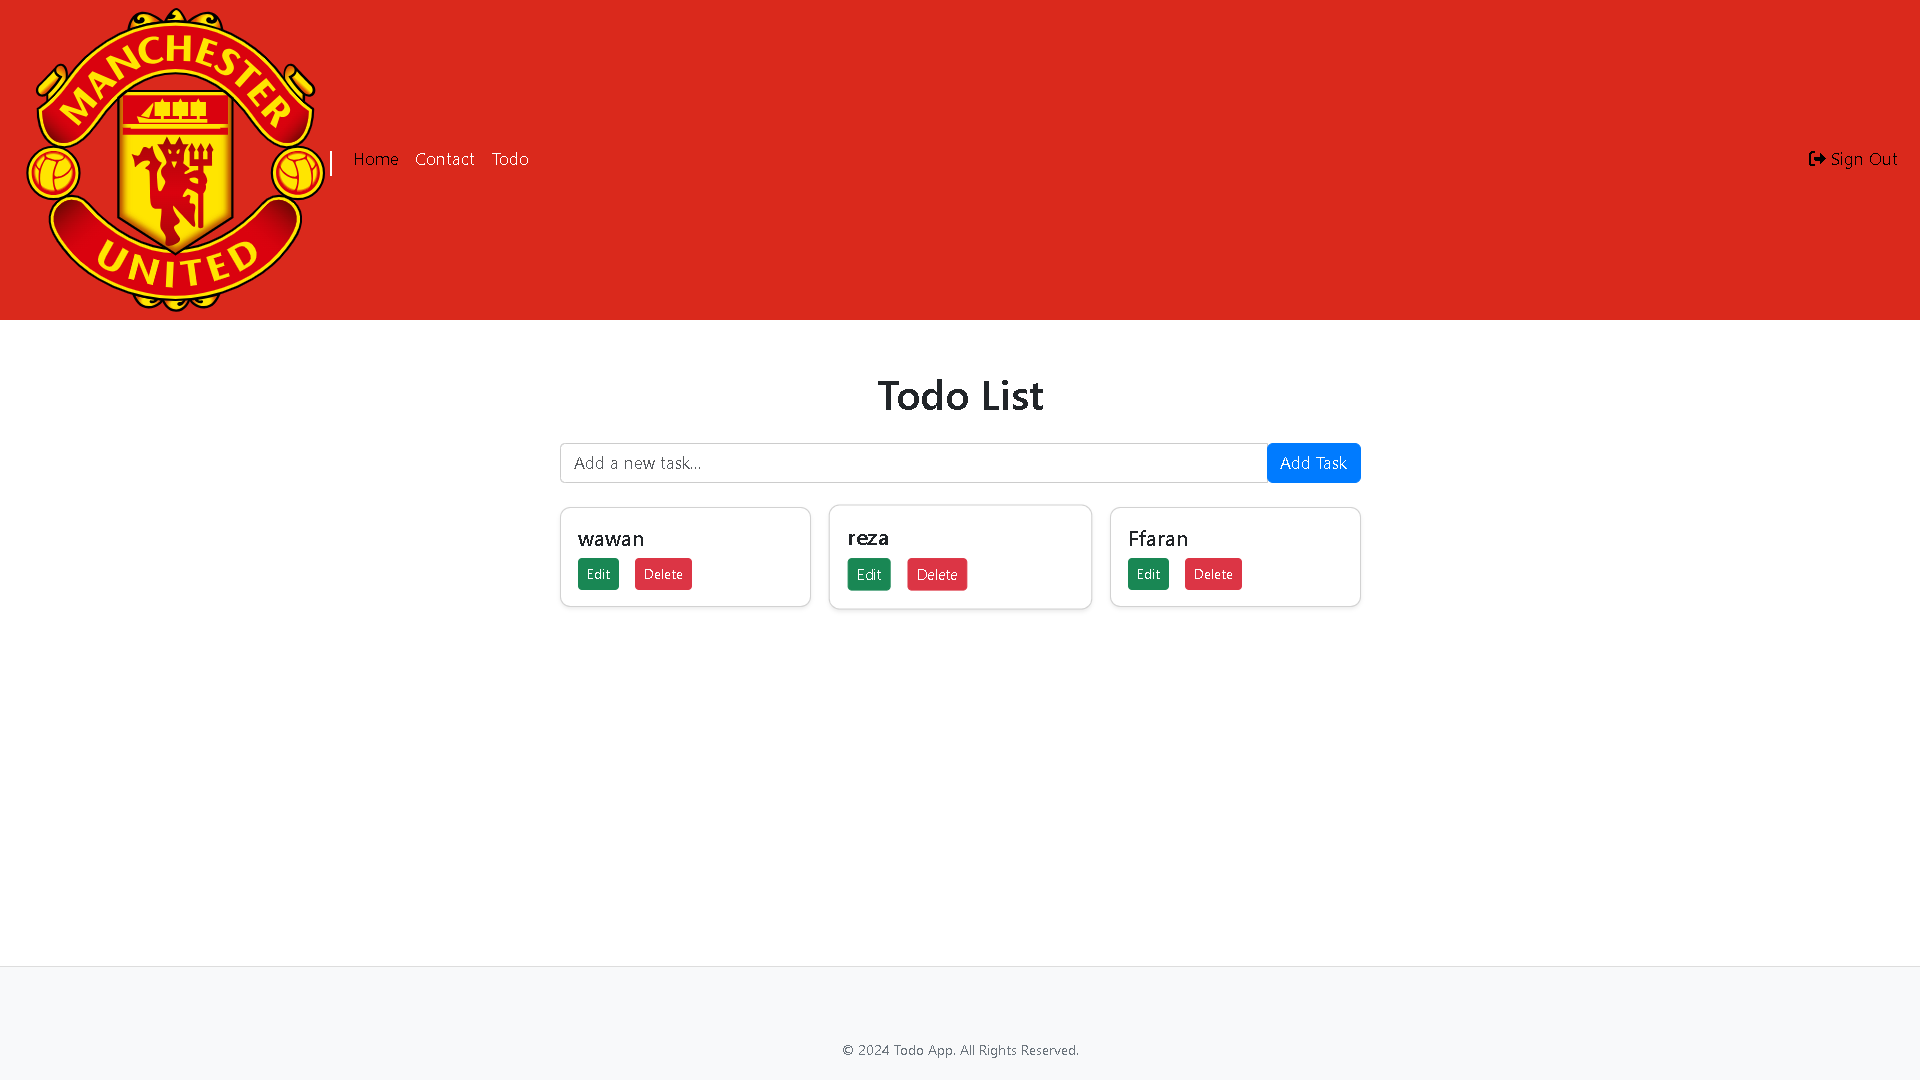 MANCHESTER
UNITED
| Home Contact Todo
Sign Out
Todo List
Add a new task...
Add Task
wawan
Edit Delete
reza
Edit Delete
Ffaran
Edit Delete
© 2024 Todo App. All Rights Reserved.